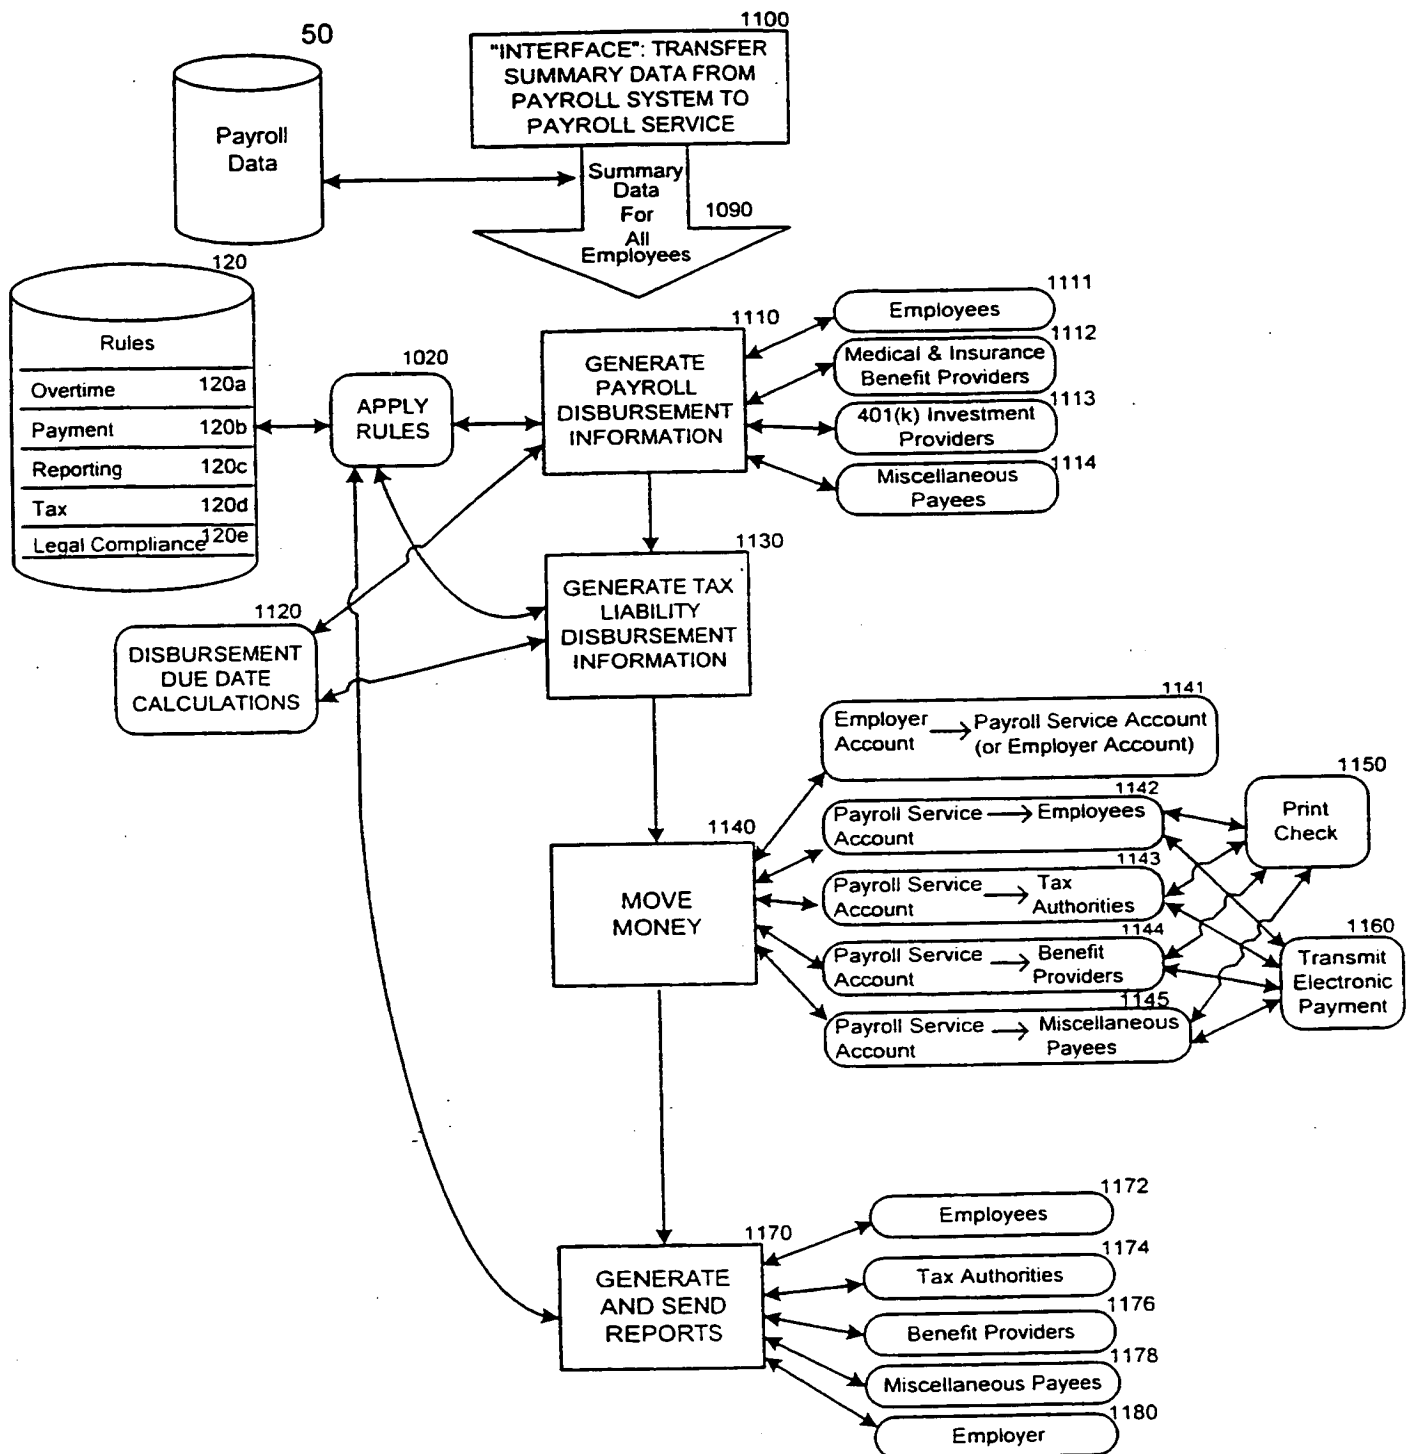 50
Payroll
Data
1100
"INTERFACE": TRANSFER
SUMMARY DATA FROM
PAYROLL SYSTEM TO
PAYROLL SERVICE
Summary
Data
For
All
Employees
1090
120
Rules
Overtime 120a
Payment 120b
Reporting 120c
Tax 120d
Legal Compliance 120e
1020
APPLY
RULES
1110
GENERATE
PAYROLL
DISBURSEMENT
INFORMATION
1111
Employees
1112
Medical & Insurance
Benefit Providers
1113
401(k) Investment
Providers
1114
Miscellaneous
Payees
1120
DISBURSEMENT
DUE DATE
CALCULATIONS
1130
GENERATE TAX
LIABILITY
DISBURSEMENT
INFORMATION
1140
MOVE
MONEY
1141
Employer → Payroll Service Account
Account (or Employer Account)
1142
Payroll Service → Employees
Account
1143
Payroll Service → Tax
Account Authorities
1144
Payroll Service → Benefit
Account Providers
1145
Payroll Service → Miscellaneous
Account Payees
1150
Print
Check
1160
Transmit
Electronic
Payment
1170
GENERATE
AND SEND
REPORTS
1172
Employees
1174
Tax Authorities
1176
Benefit Providers
1178
Miscellaneous Payees
1180
Employer